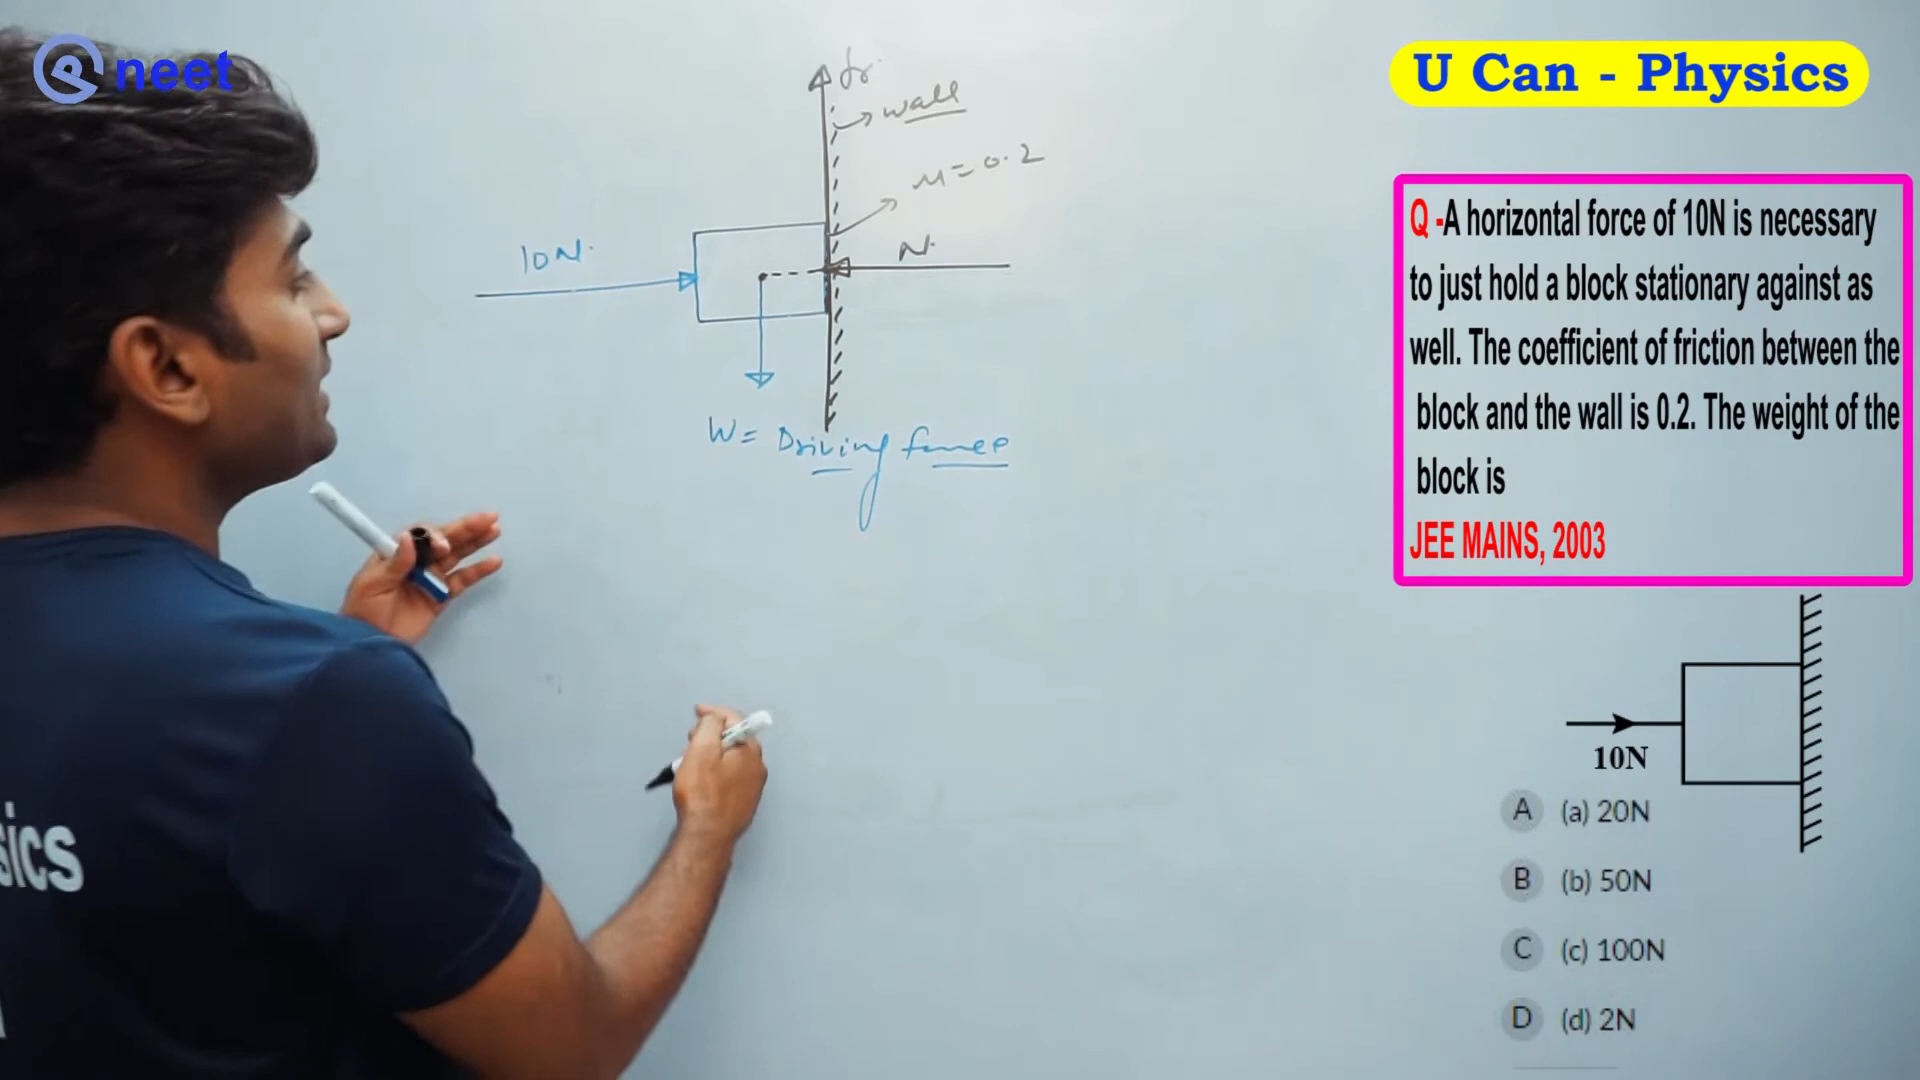 neet
U Can - Physics
fr
wall
μ = 0.2
10N
N
W = Driving force
Q -A horizontal force of 10N is necessary
to just hold a block stationary against as
well. The coefficient of friction between the
block and the wall is 0.2. The weight of the
block is
JEE MAINS, 2003
10N
A (a) 20N
B (b) 50N
C (c) 100N
D (d) 2N
sics